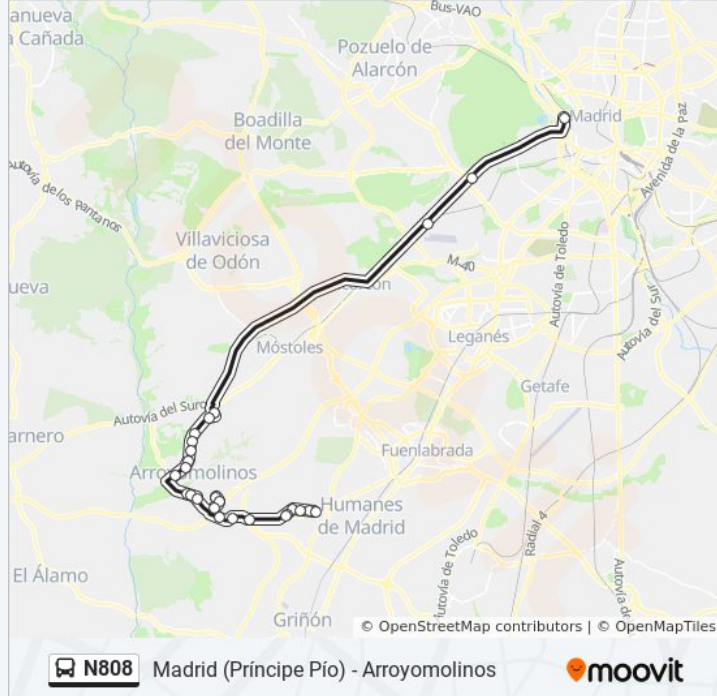 anueva
a Cañada
Bus-VAO
Pozuelo de
Alarcón
Madrid
Boadilla
del Monte
Avenida de la Paz
Autovía de los Pantanos
Villaviciosa
de Odón
M-40
Autovía de Toledo
ueva
Autovía del Sur
Leganés
Móstoles
Getafe
Autovía del Suro
arnero
Fuenlabrada
Arroyomolinos
Humanes
de Madrid
Radial 4
Autovía de Toledo
El Álamo
Griñón
© OpenStreetMap contributors | © OpenMapTiles
N808 Madrid (Príncipe Pío) - Arroyomolinos
moovit